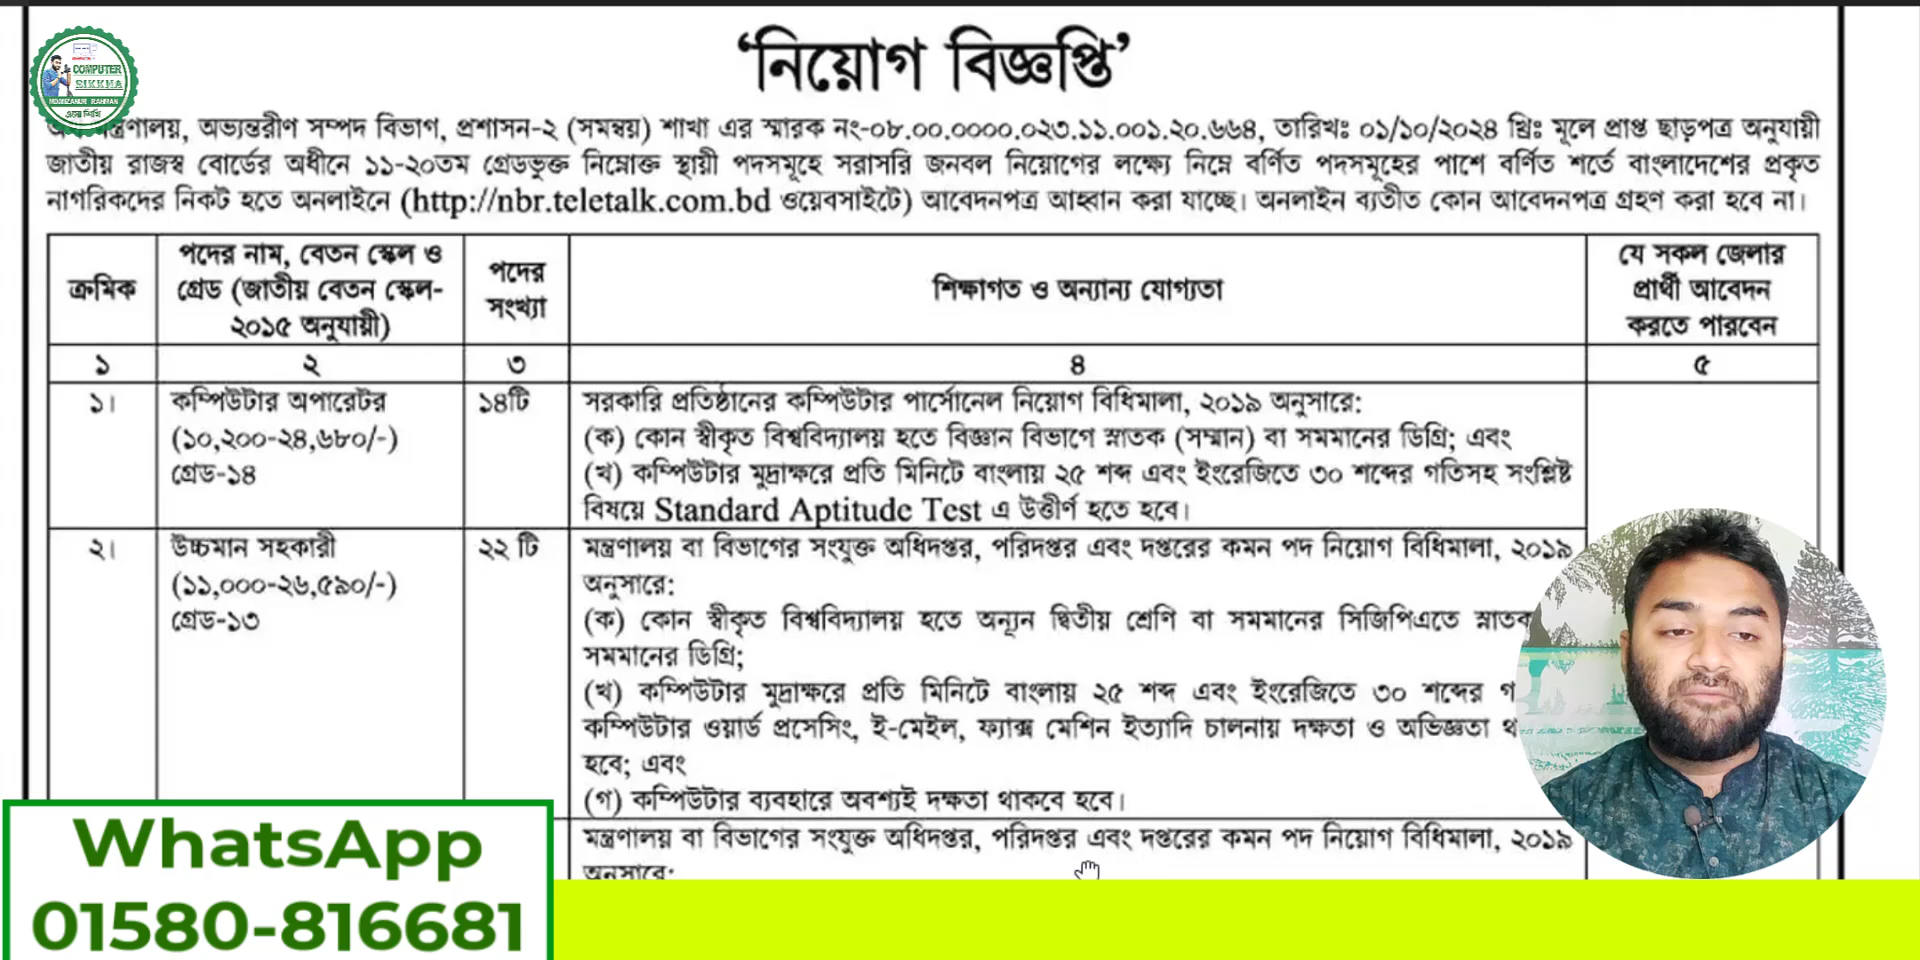 ‘নিয়োগ বিজ্ঞপ্তি’
COMPUTER
SIKKHA
MD.MIZANUR RAHMAN
এসো শিখি
মন্ত্রণালয়, অভ্যন্তরীণ সম্পদ বিভাগ, প্রশাসন-২ (সমন্বয়) শাখা এর স্মারক নং-০৮.০০.০০০০.০২৩.১১.০০১.২০.৬৬৪, তারিখঃ ০১/১০/২০২৪ খ্রিঃ মূলে প্রাপ্ত ছাড়পত্র অনুযায়ী
জাতীয় রাজস্ব বোর্ডের অধীনে ১১-২০তম গ্রেডভুক্ত নিম্নোক্ত স্থায়ী পদসমূহে সরাসরি জনবল নিয়োগের লক্ষ্যে নিম্নে বর্ণিত পদসমূহের পাশে বর্ণিত শর্তে বাংলাদেশের প্রকৃত
নাগরিকদের নিকট হতে অনলাইনে (http://nbr.teletalk.com.bd ওয়েবসাইটে) আবেদনপত্র আহ্বান করা যাচ্ছে। অনলাইন ব্যতীত কোন আবেদনপত্র গ্রহণ করা হবে না।
ক্রমিক
পদের নাম, বেতন স্কেল ও
গ্রেড (জাতীয় বেতন স্কেল-
২০১৫ অনুযায়ী)
পদের
সংখ্যা
শিক্ষাগত ও অন্যান্য যোগ্যতা
যে সকল জেলার
প্রার্থী আবেদন
করতে পারবেন
১ ২ ৩ ৪ ৫
১।
কম্পিউটার অপারেটর
(১০,২০০-২৪,৬৮০/-)
গ্রেড-১৪
১৪টি
সরকারি প্রতিষ্ঠানের কম্পিউটার পার্সোনেল নিয়োগ বিধিমালা, ২০১৯ অনুসারে:
(ক) কোন স্বীকৃত বিশ্ববিদ্যালয় হতে বিজ্ঞান বিভাগে স্নাতক (সম্মান) বা সমমানের ডিগ্রি; এবং
(খ) কম্পিউটার মুদ্রাক্ষরে প্রতি মিনিটে বাংলায় ২৫ শব্দ এবং ইংরেজিতে ৩০ শব্দের গতিসহ সংশ্লিষ্ট
বিষয়ে Standard Aptitude Test এ উত্তীর্ণ হতে হবে।
২।
উচ্চমান সহকারী
(১১,০০০-২৬,৫৯০/-)
গ্রেড-১৩
২২ টি
মন্ত্রণালয় বা বিভাগের সংযুক্ত অধিদপ্তর, পরিদপ্তর এবং দপ্তরের কমন পদ নিয়োগ বিধিমালা, ২০১৯
অনুসারে:
(ক) কোন স্বীকৃত বিশ্ববিদ্যালয় হতে অন্যূন দ্বিতীয় শ্রেণি বা সমমানের সিজিপিএতে স্নাতক
সমমানের ডিগ্রি;
(খ) কম্পিউটার মুদ্রাক্ষরে প্রতি মিনিটে বাংলায় ২৫ শব্দ এবং ইংরেজিতে ৩০ শব্দের
কম্পিউটার ওয়ার্ড প্রসেসিং, ই-মেইল, ফ্যাক্স মেশিন ইত্যাদি চালনায় দক্ষতা ও অভিজ্ঞতা
হবে; এবং
(গ) কম্পিউটার ব্যবহারে অবশ্যই দক্ষতা থাকবে হবে।
মন্ত্রণালয় বা বিভাগের সংযুক্ত অধিদপ্তর, পরিদপ্তর এবং দপ্তরের কমন পদ নিয়োগ বিধিমালা, ২০১৯
অনুসারে:
WhatsApp
01580-816681